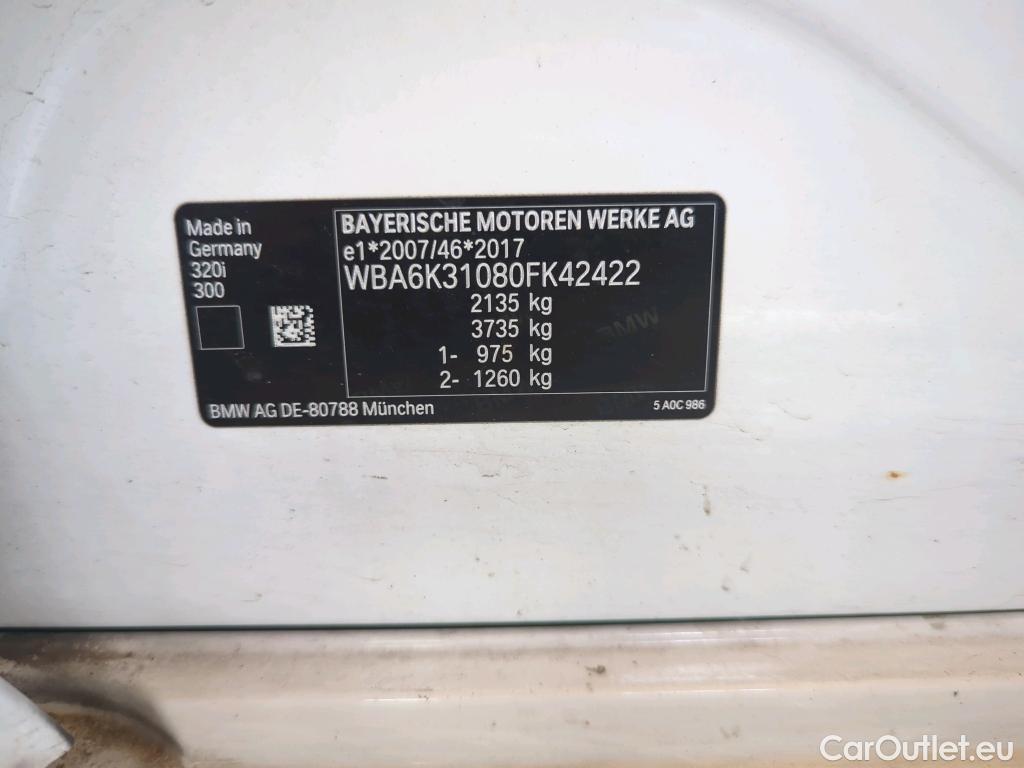 Made in
Germany
320i
300
BAYERISCHE MOTOREN WERKE AG
e1*2007/46*2017
WBA6K31080FK42422
2135 kg
3735 kg
1- 975 kg
2- 1260 kg
BMW AG DE-80788 München
5 A0C 986
CarOutlet.eu